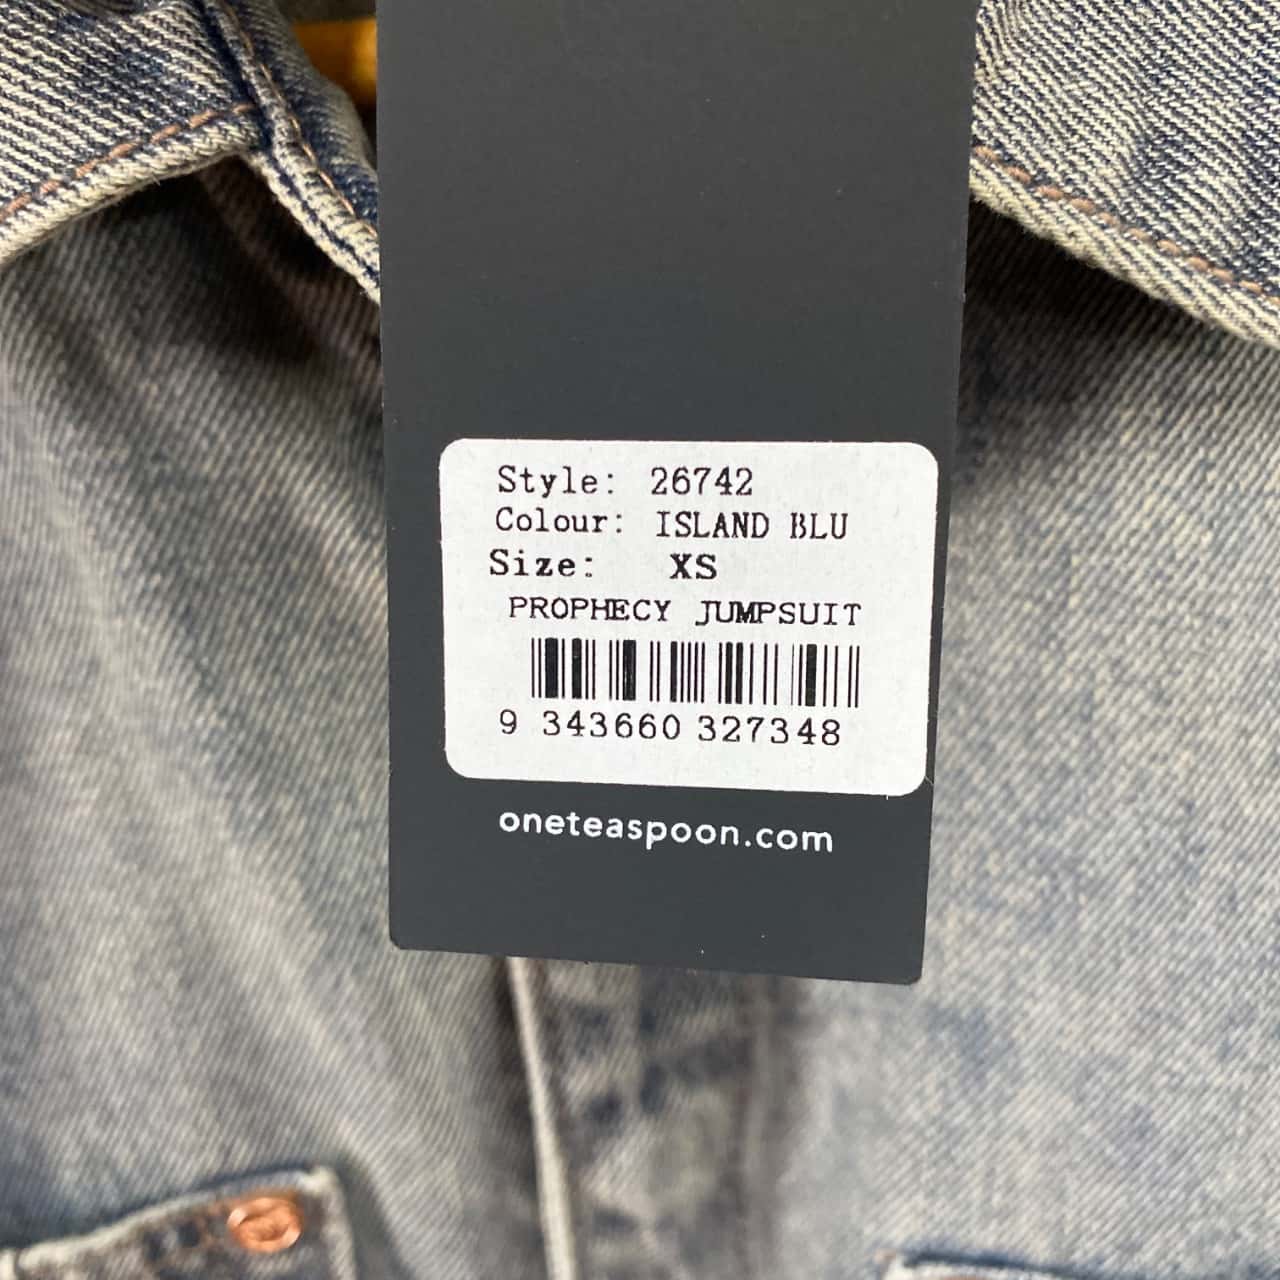 Style: 26742
Colour: ISLAND BLU
Size: XS
PROPHECY JUMPSUIT
9 343660 327348
oneteaspoon.com